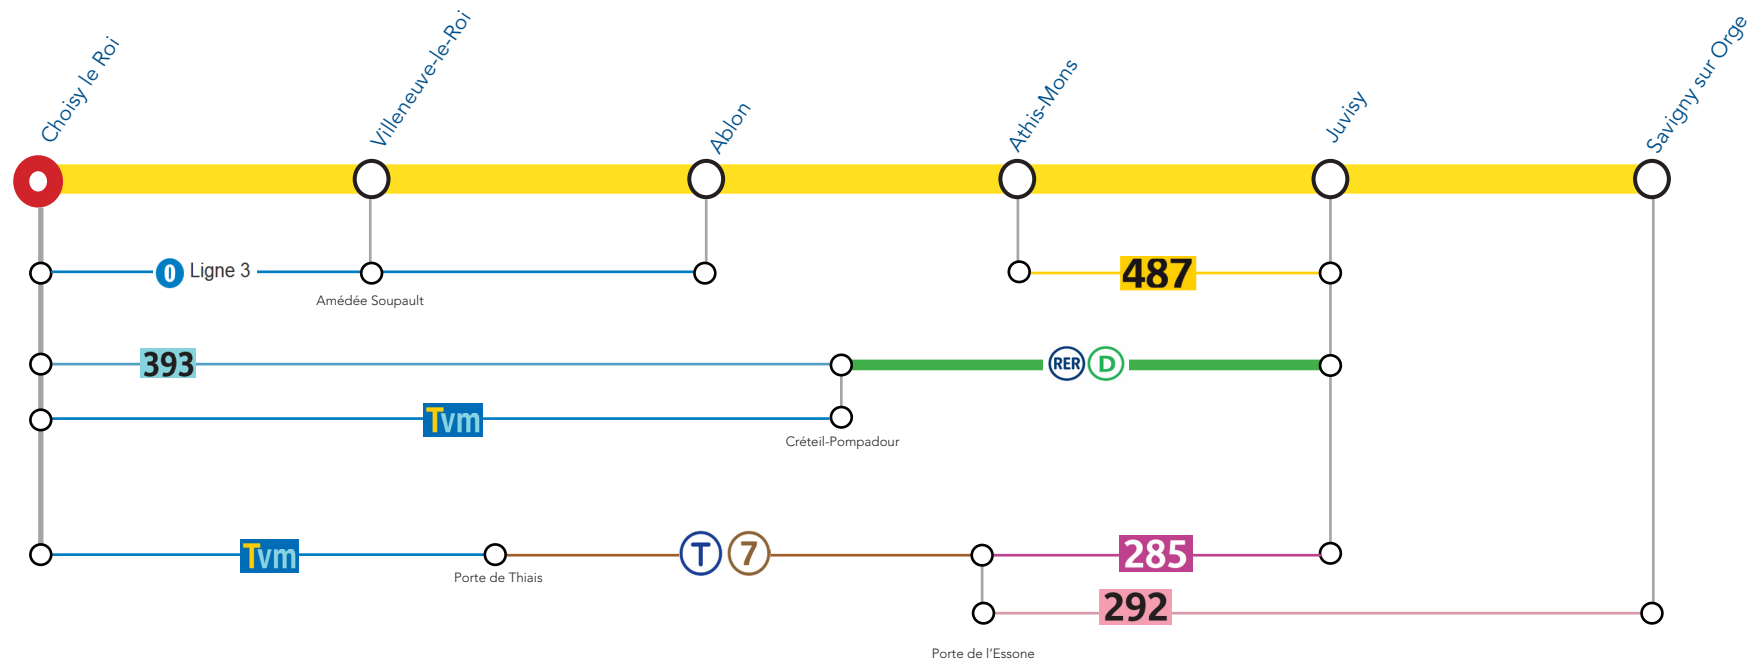 Choisy le Roi
Villeneuve-le-Roi
Ablon
Athis-Mons
Juvisy
Savigny sur Orge
0 Ligne 3
Amédée Soupault
487
393
RER D
Tvm
Créteil-Pompadour
Tvm
Porte de Thiais
T 7
285
292
Porte de l’Essone